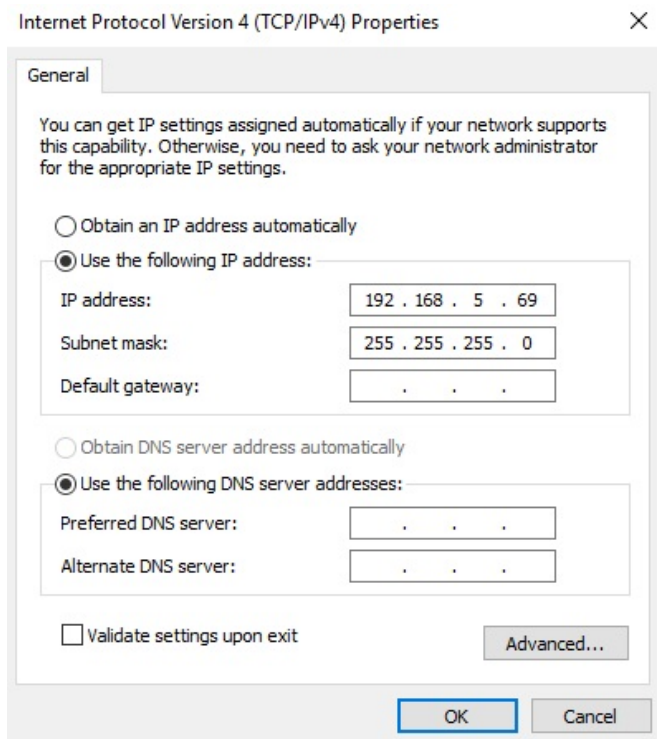 Internet Protocol Version 4 (TCP/IPv4) Properties
General
You can get IP settings assigned automatically if your network supports
this capability. Otherwise, you need to ask your network administrator
for the appropriate IP settings.
Obtain an IP address automatically
Use the following IP address:
IP address: 192 . 168 . 5 . 69
Subnet mask: 255 . 255 . 255 . 0
Default gateway: . . .
Obtain DNS server address automatically
Use the following DNS server addresses:
Preferred DNS server: . . .
Alternate DNS server: . . .
Validate settings upon exit Advanced...
OK Cancel